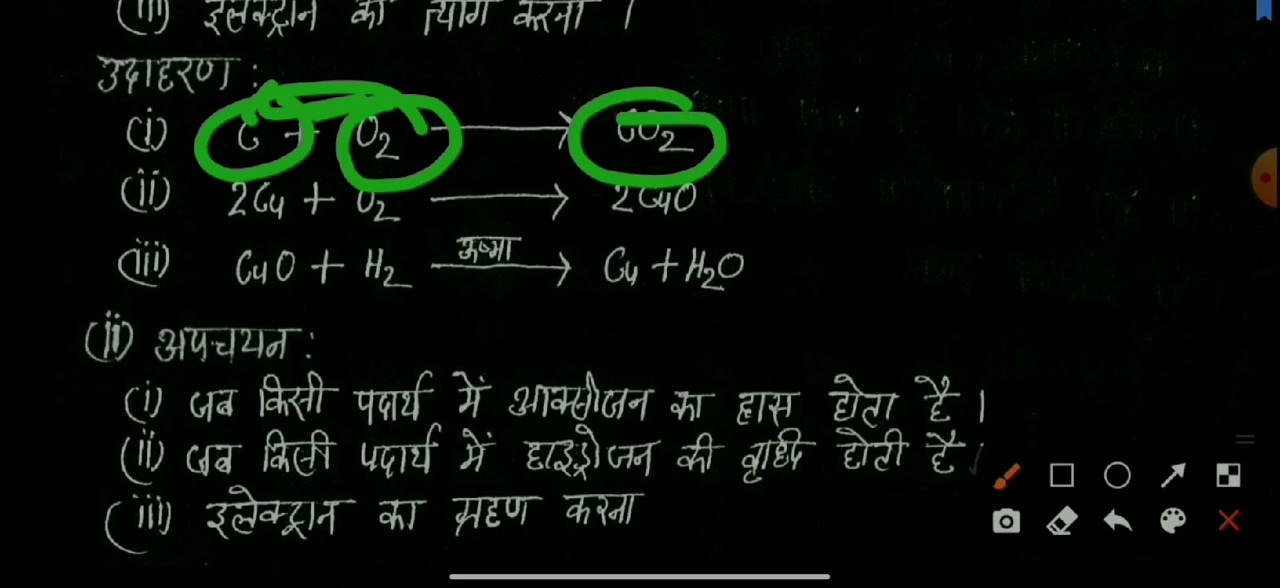 (iii) इलेक्ट्रान का त्याग करना ।
उदाहरण :
(i) C + O₂ → CO₂
(ii) 2Cu + O₂ → 2CuO
(iii) CuO + H₂ ऊष्मा → Cu + H₂O
(ii) अपचयन :
(i) जब किसी पदार्थ में आक्सीजन का ह्रास होता है ।
(ii) जब किसी पदार्थ में हाइड्रोजन की वृद्धि होती है ।
(iii) इलेक्ट्रान का ग्रहण करना